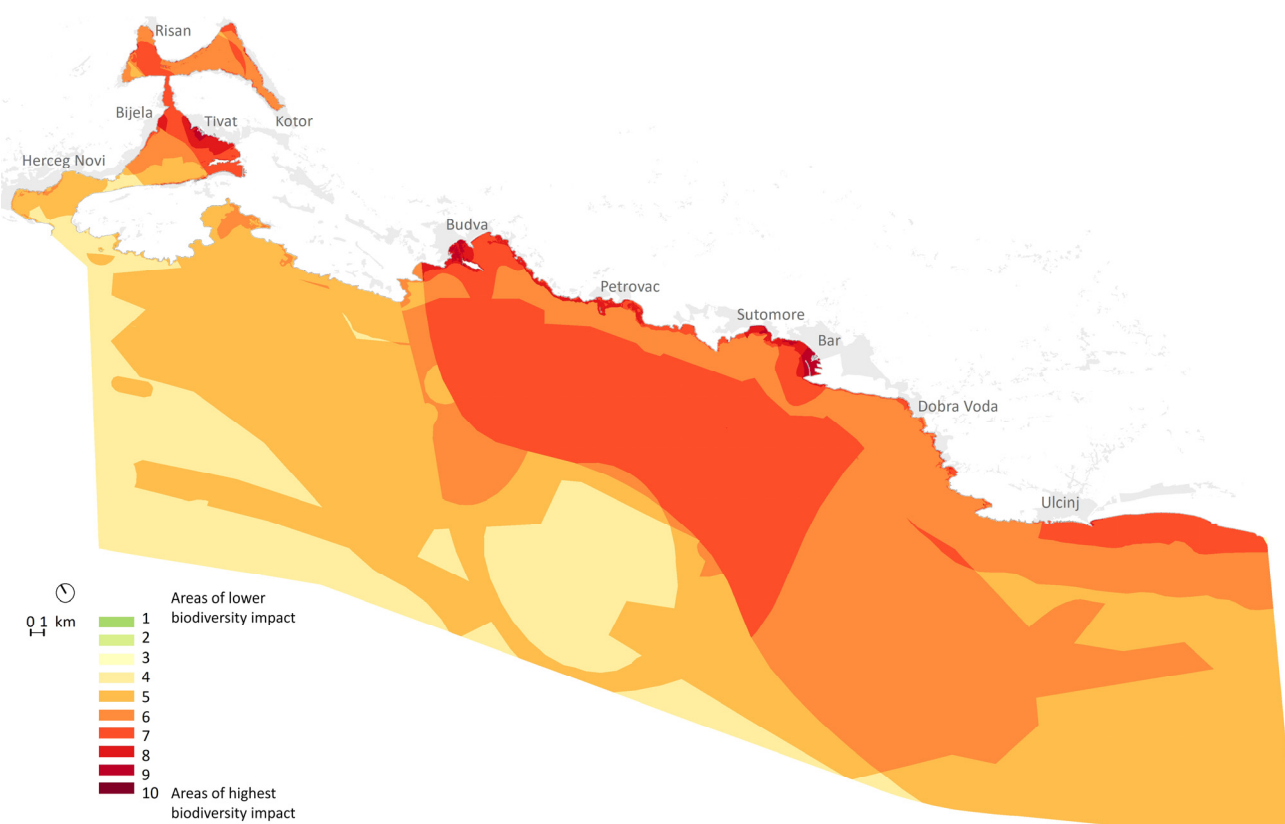 Risan
Bijela
Tivat
Kotor
Herceg Novi
Budva
Petrovac
Sutomore
Bar
Dobra Voda
Ulcinj
0 1 km
Areas of lower
biodiversity impact
1
2
3
4
5
6
7
8
9
10
Areas of highest
biodiversity impact